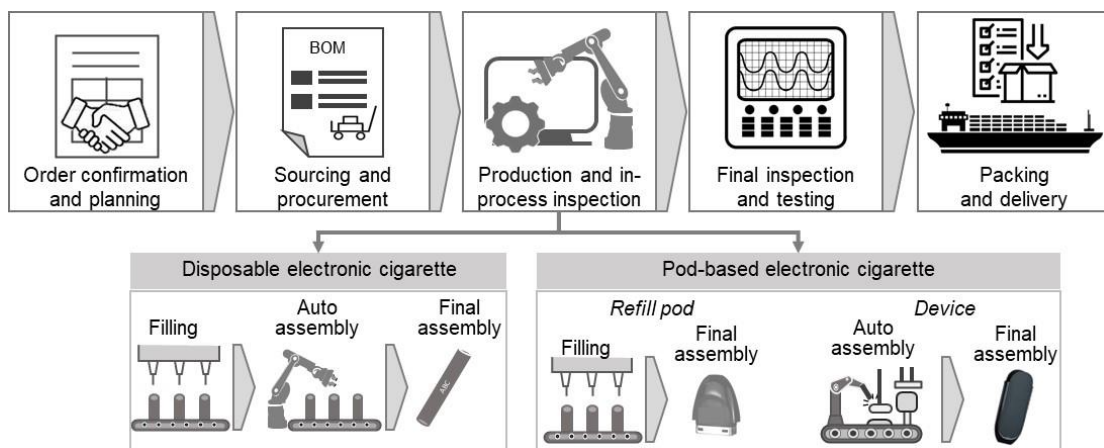 BOM
Order confirmation
and planning
Sourcing and
procurement
Production and in-
process inspection
Final inspection
and testing
Packing
and delivery
Disposable electronic cigarette
Filling
Auto
assembly
Final
assembly
ABC
Pod-based electronic cigarette
Refill pod
Filling
Final
assembly
Device
Auto
assembly
Final
assembly